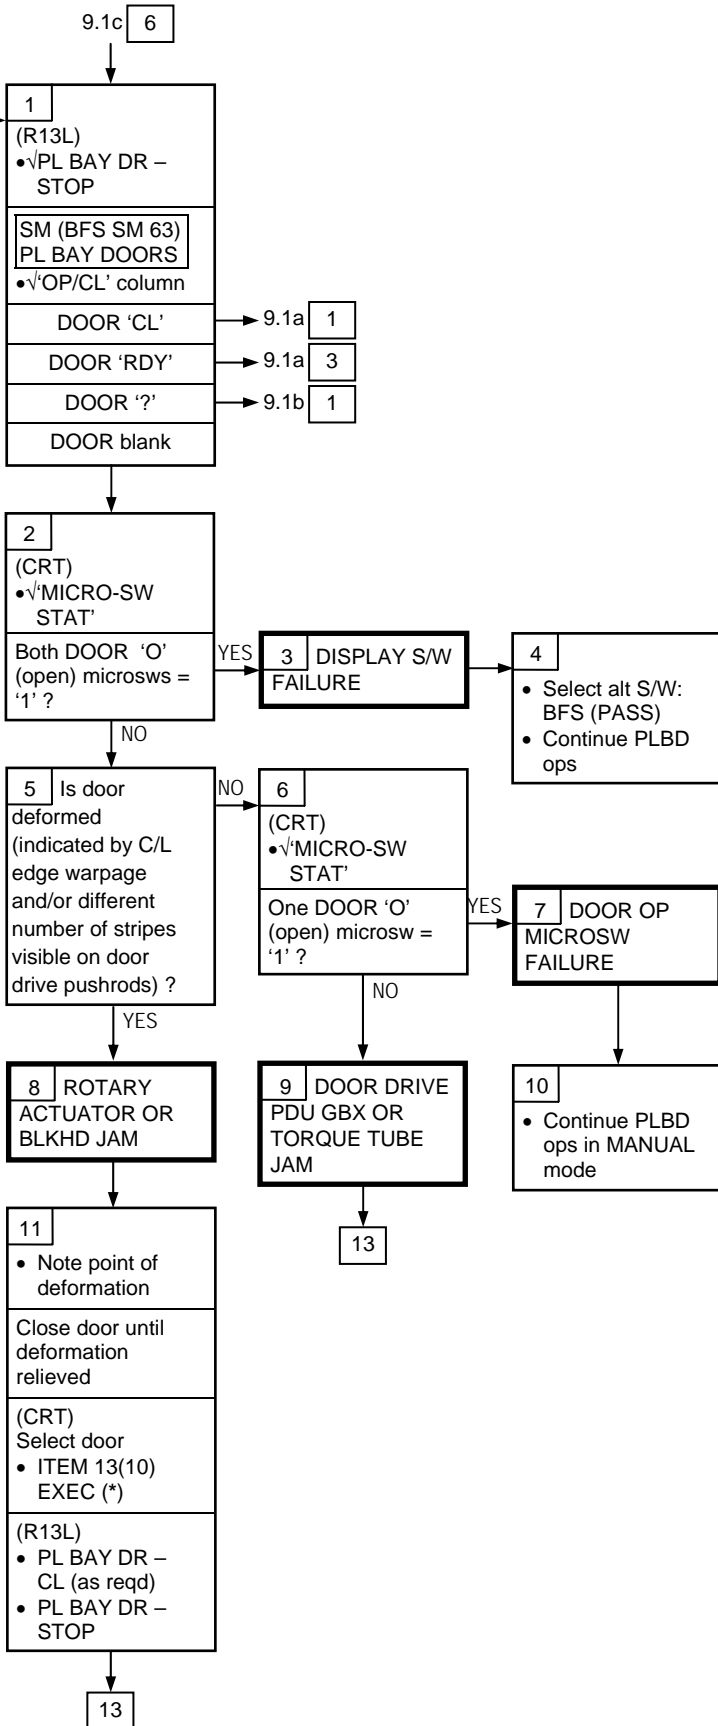 9.1c 6
1
(R13L)
•√PL BAY DR –
STOP
SM (BFS SM 63)
PL BAY DOORS
•√‘OP/CL’ column
DOOR ‘CL’
9.1a 1
DOOR ‘RDY’
9.1a 3
DOOR ‘?’
9.1b 1
DOOR blank
2
(CRT)
•√‘MICRO-SW
STAT’
Both DOOR ‘O’
(open) microsws =
‘1’ ?
YES
NO
3 DISPLAY S/W
FAILURE
4
• Select alt S/W:
BFS (PASS)
• Continue PLBD
ops
5 Is door
deformed
(indicated by C/L
edge warpage
and/or different
number of stripes
visible on door
drive pushrods) ?
NO
YES
6
(CRT)
•√‘MICRO-SW
STAT’
One DOOR ‘O’
(open) microsw =
‘1’ ?
YES
NO
7 DOOR OP
MICROSW
FAILURE
8 ROTARY
ACTUATOR OR
BLKHD JAM
9 DOOR DRIVE
PDU GBX OR
TORQUE TUBE
JAM
13
10
• Continue PLBD
ops in MANUAL
mode
11
• Note point of
deformation
Close door until
deformation
relieved
(CRT)
Select door
• ITEM 13(10)
EXEC (*)
(R13L)
• PL BAY DR –
CL (as reqd)
• PL BAY DR –
STOP
13